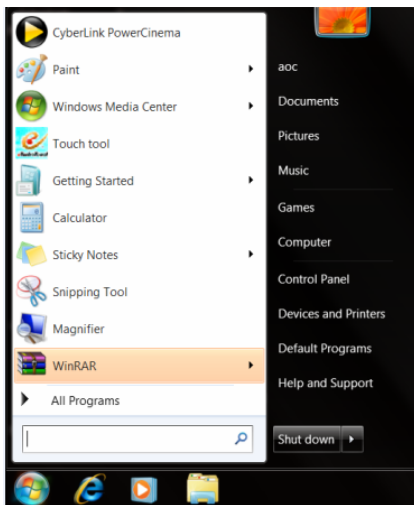 CyberLink PowerCinema
Paint
Windows Media Center
Touch tool
Getting Started
Calculator
Sticky Notes
Snipping Tool
Magnifier
WinRAR
All Programs
aoc
Documents
Pictures
Music
Games
Computer
Control Panel
Devices and Printers
Default Programs
Help and Support
Shut down